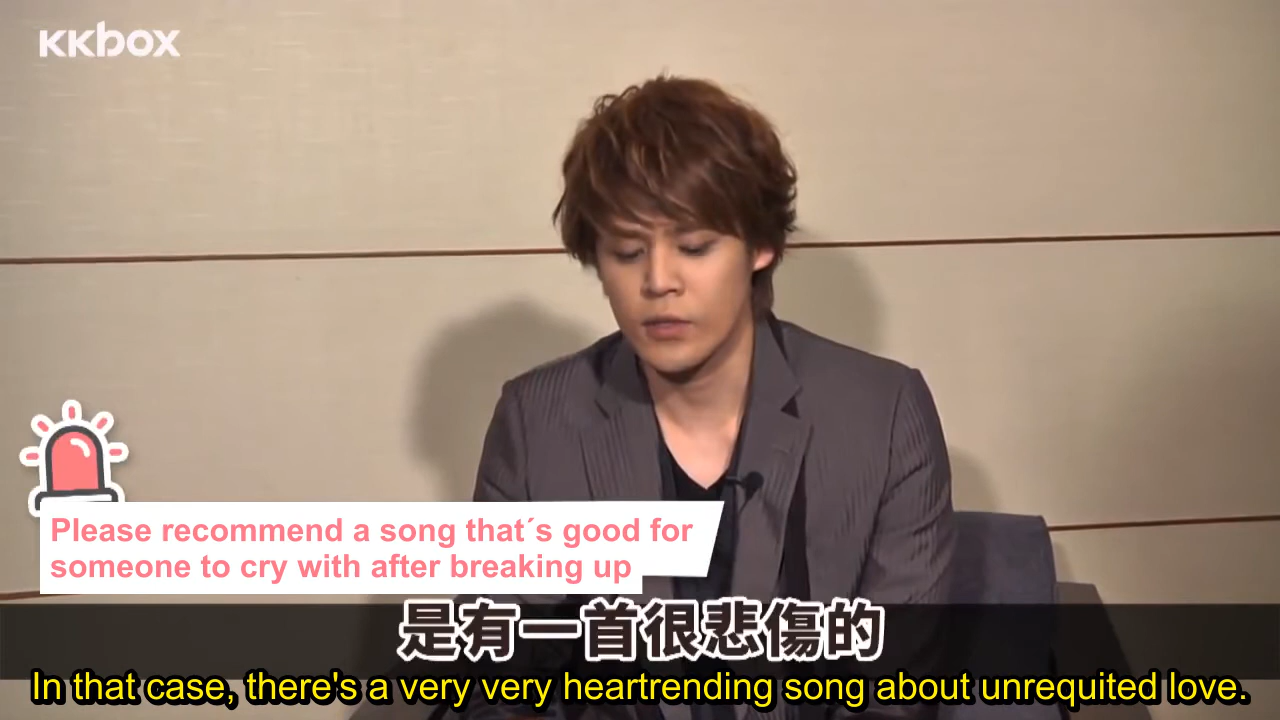 KKBOX
Please recommend a song that´s good for
someone to cry with after breaking up
是有一首很悲傷的
In that case, there's a very very heartrending song about unrequited love.